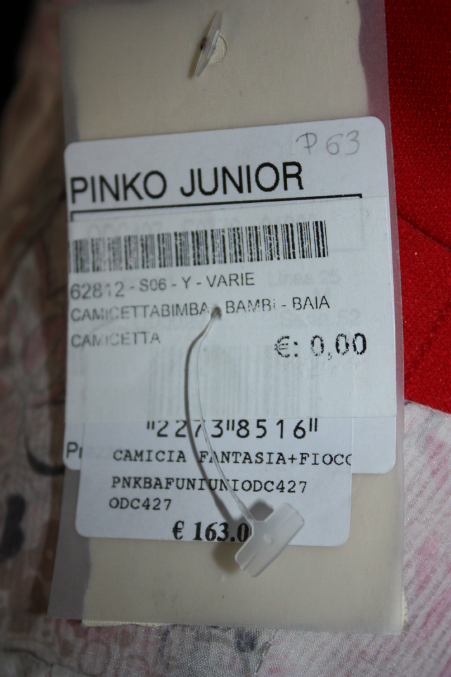 P 63
PINKO JUNIOR
62812 - S06 - Y - VARIE
CAMICETTABIMBA - BAMBI - BAIA
CAMICETTA
€: 0,00
"2273"8516"
CAMICIA FANTASIA+FIOCC
PNKBAFUNIUNIODC427
ODC427
€ 163.0